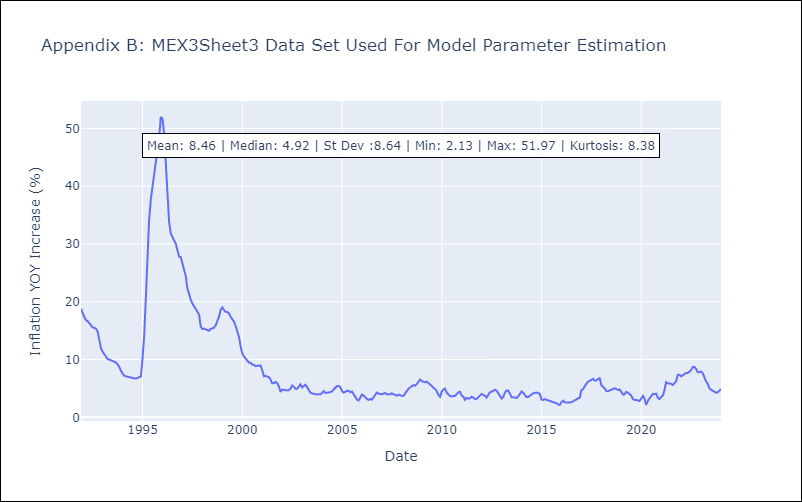 Appendix B: MEX3Sheet3 Data Set Used For Model Parameter Estimation
Mean: 8.46 | Median: 4.92 | St Dev :8.64 | Min: 2.13 | Max: 51.97 | Kurtosis: 8.38
Inflation YOY Increase (%)
50
40
30
20
10
0
1995 2000 2005 2010 2015 2020
Date